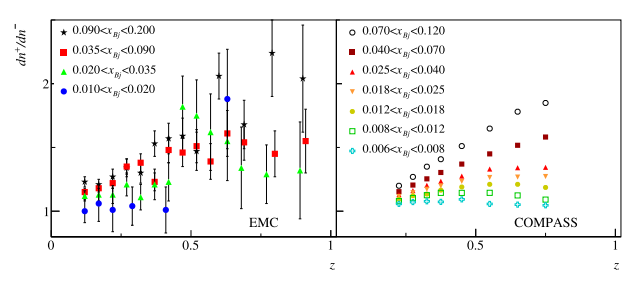 dn⁺/dn⁻
2
1
0.090<x_Bj<0.200
0.035<x_Bj<0.090
0.020<x_Bj<0.035
0.010<x_Bj<0.020
EMC
0.070<x_Bj<0.120
0.040<x_Bj<0.070
0.025<x_Bj<0.040
0.018<x_Bj<0.025
0.012<x_Bj<0.018
0.008<x_Bj<0.012
0.006<x_Bj<0.008
COMPASS
0 0.5 1 0.5 1
z z